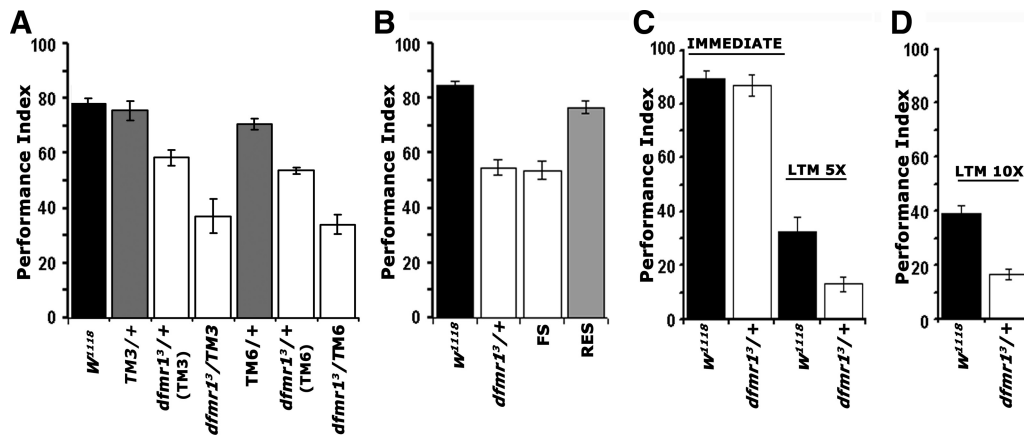 A
Performance Index
100
80
60
40
20
0
w1118
TM3/+
dfmr1³/+
(TM3)
dfmr1³/TM3
TM6/+
dfmr1³/+
(TM6)
dfmr1³/TM6
B
Performance Index
100
80
60
40
20
0
w1118
dfmr1³/+
FS
RES
C
Performance Index
100
80
60
40
20
0
IMMEDIATE
LTM 5X
w1118
dfmr1³/+
w1118
dfmr1³/+
D
Performance Index
100
80
60
40
20
0
LTM 10X
w1118
dfmr1³/+